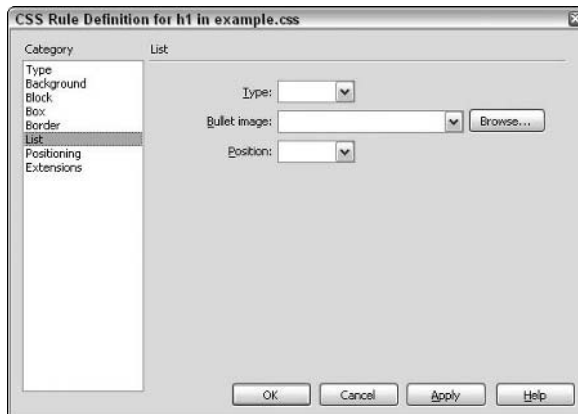 CSS Rule Definition for h1 in example.css
Category
List
Type
Background
Block
Box
Border
List
Positioning
Extensions
Type:
Bullet image:
Browse...
Position:
OK
Cancel
Apply
Help